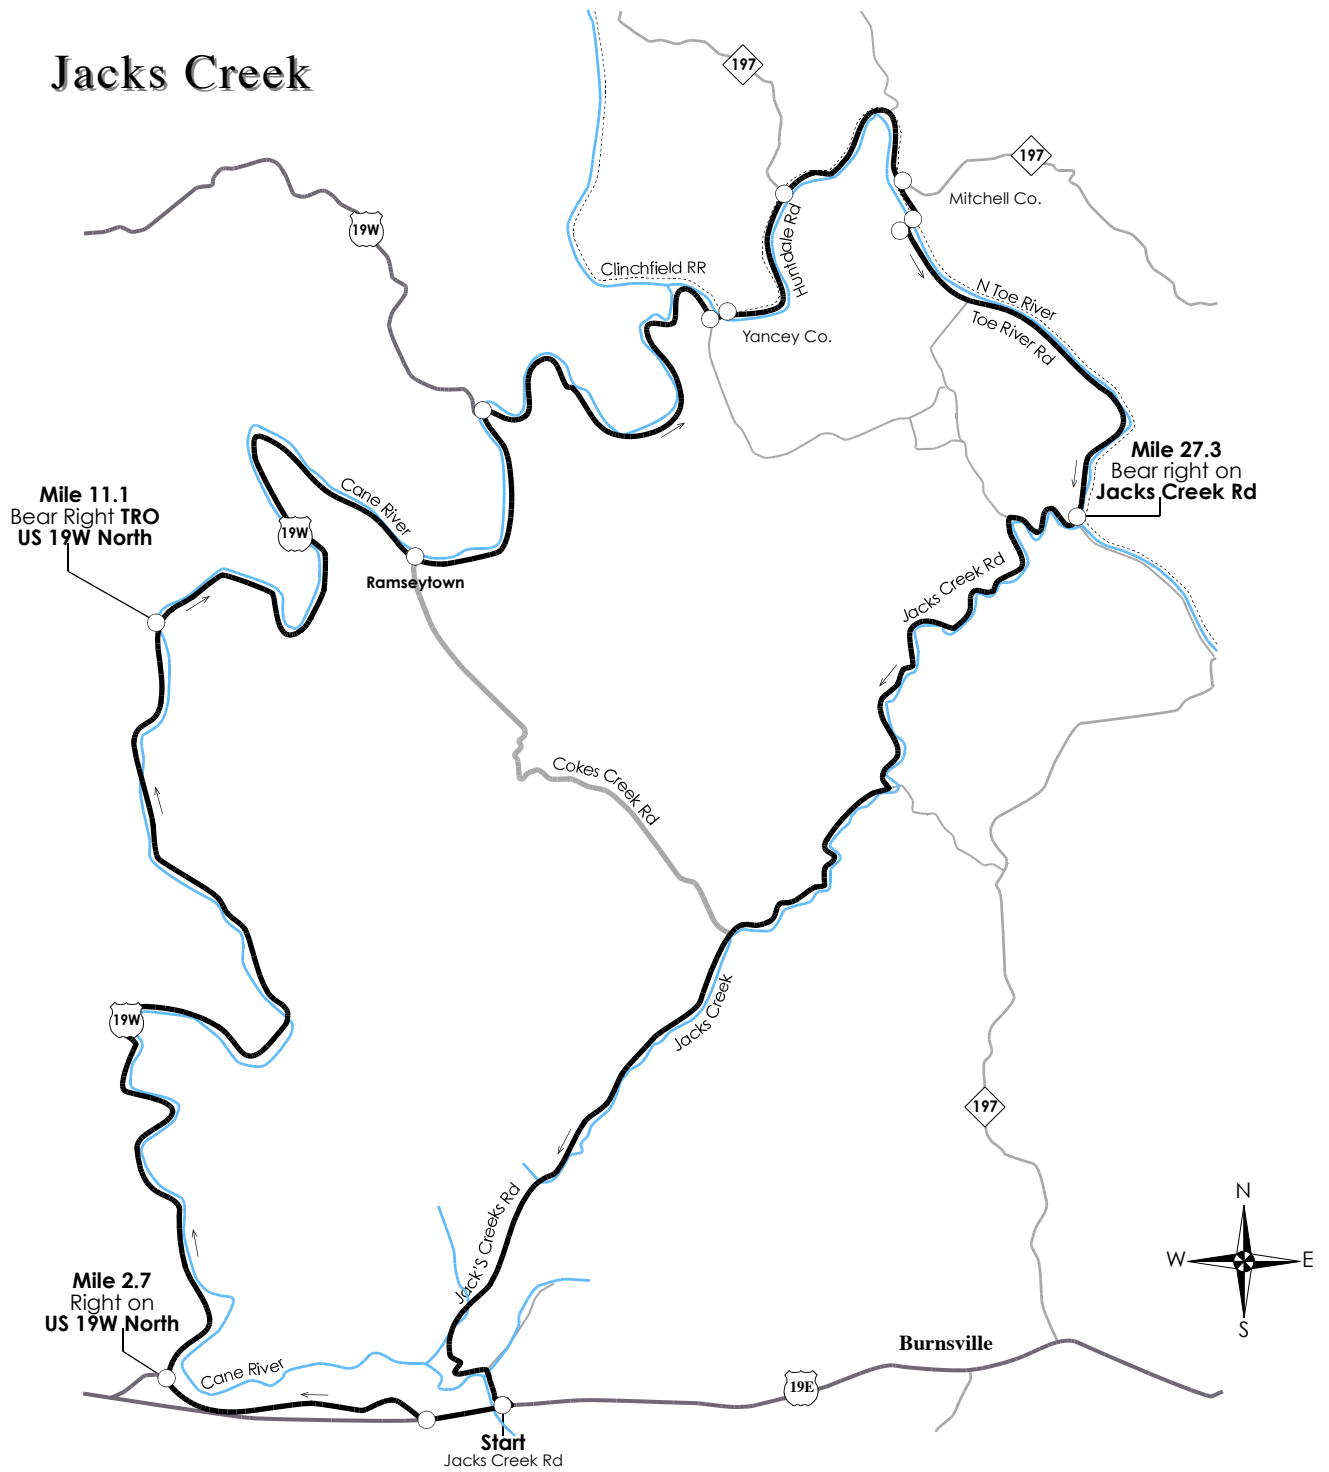 Jacks Creek
197
197
Mitchell Co.
19W
Clinchfield RR
Huntdale Rd
N Toe River
Toe River Rd
Yancey Co.
Mile 27.3
Bear right on
Jacks Creek Rd
Mile 11.1
Bear Right TRO
US 19W North
Cane River
19W
Ramseytown
Jacks Creek Rd
Cokes Creek Rd
19W
Jacks Creek
197
Jack'S Creeks Rd
N
W
E
S
Mile 2.7
Right on
US 19W North
Cane River
Burnsville
19E
Start
Jacks Creek Rd